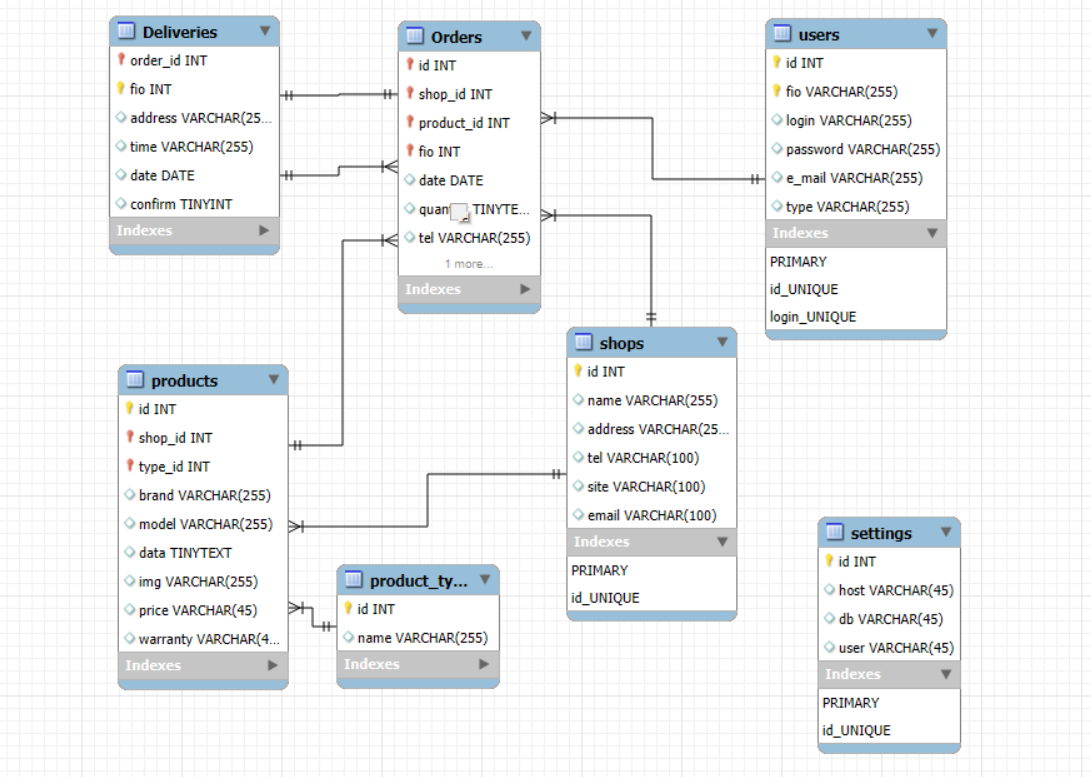 Deliveries
order_id INT
fio INT
address VARCHAR(25...
time VARCHAR(255)
date DATE
confirm TINYINT
Indexes
Orders
id INT
shop_id INT
product_id INT
fio INT
date DATE
quan TINYTE...
tel VARCHAR(255)
1 more...
Indexes
users
id INT
fio VARCHAR(255)
login VARCHAR(255)
password VARCHAR(255)
e_mail VARCHAR(255)
type VARCHAR(255)
Indexes
PRIMARY
id_UNIQUE
login_UNIQUE
products
id INT
shop_id INT
type_id INT
brand VARCHAR(255)
model VARCHAR(255)
data TINYTEXT
img VARCHAR(255)
price VARCHAR(45)
warranty VARCHAR(4...
Indexes
product_ty...
id INT
name VARCHAR(255)
Indexes
shops
id INT
name VARCHAR(255)
address VARCHAR(25...
tel VARCHAR(100)
site VARCHAR(100)
email VARCHAR(100)
Indexes
PRIMARY
id_UNIQUE
settings
id INT
host VARCHAR(45)
db VARCHAR(45)
user VARCHAR(45)
Indexes
PRIMARY
id_UNIQUE